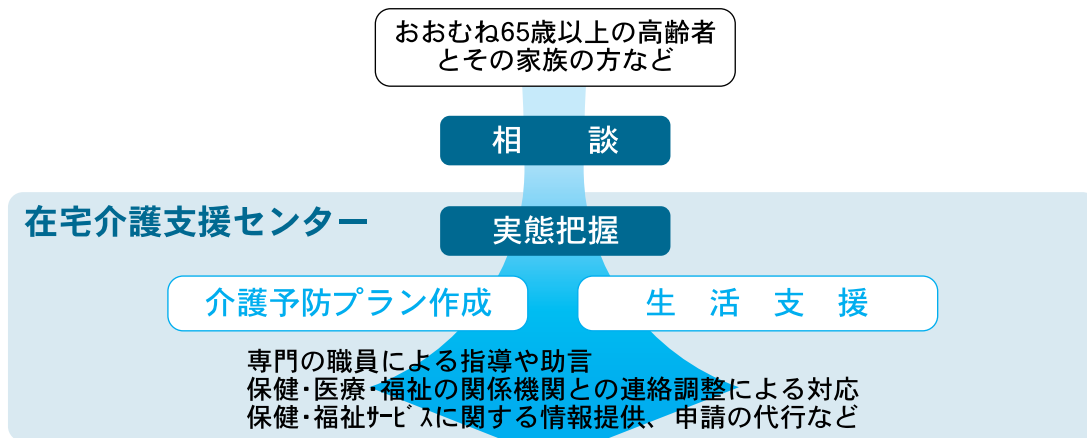 おおむね65歳以上の高齢者
とその家族の方など
相　　談
在宅介護支援センター
実態把握
介護予防プラン作成
生　活　支　援
専門の職員による指導や助言
保健・医療・福祉の関係機関との連絡調整による対応
保健・福祉ｻｰﾋﾞｽに関する情報提供、申請の代行など